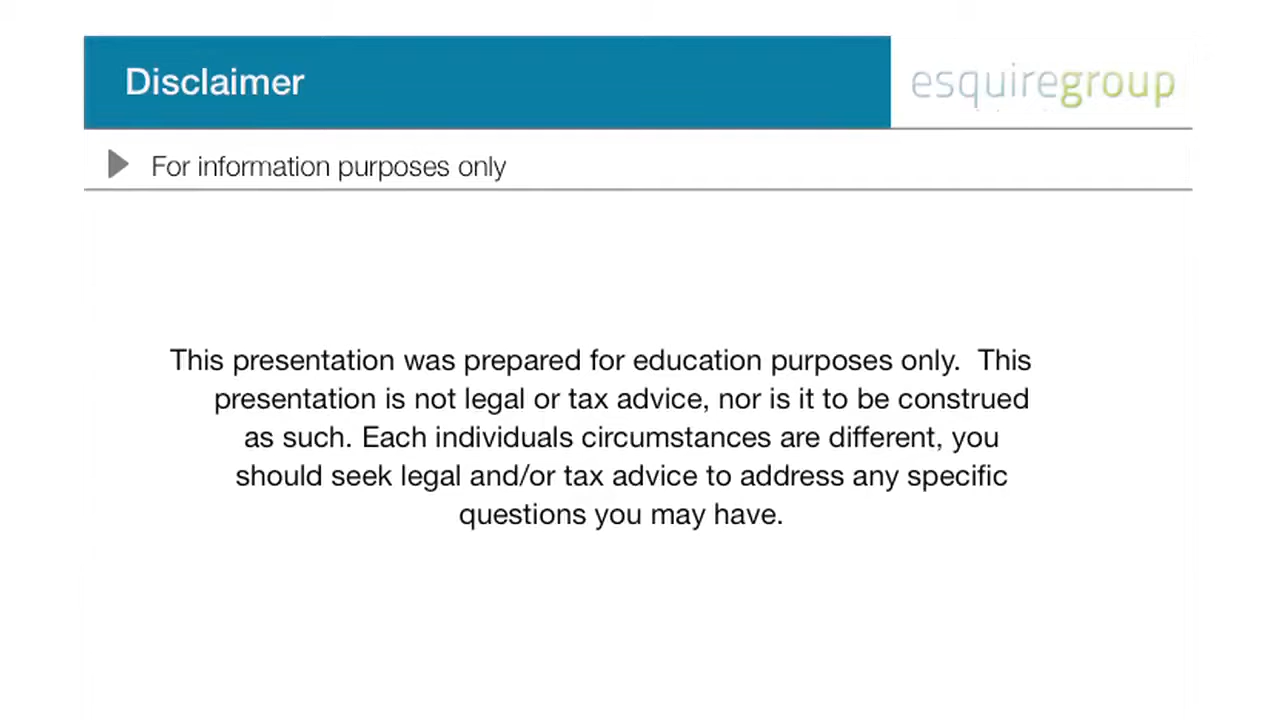 Disclaimer
esquiregroup
For information purposes only
This presentation was prepared for education purposes only.  This
presentation is not legal or tax advice, nor is it to be construed
as such. Each individuals circumstances are different, you
should seek legal and/or tax advice to address any specific
questions you may have.